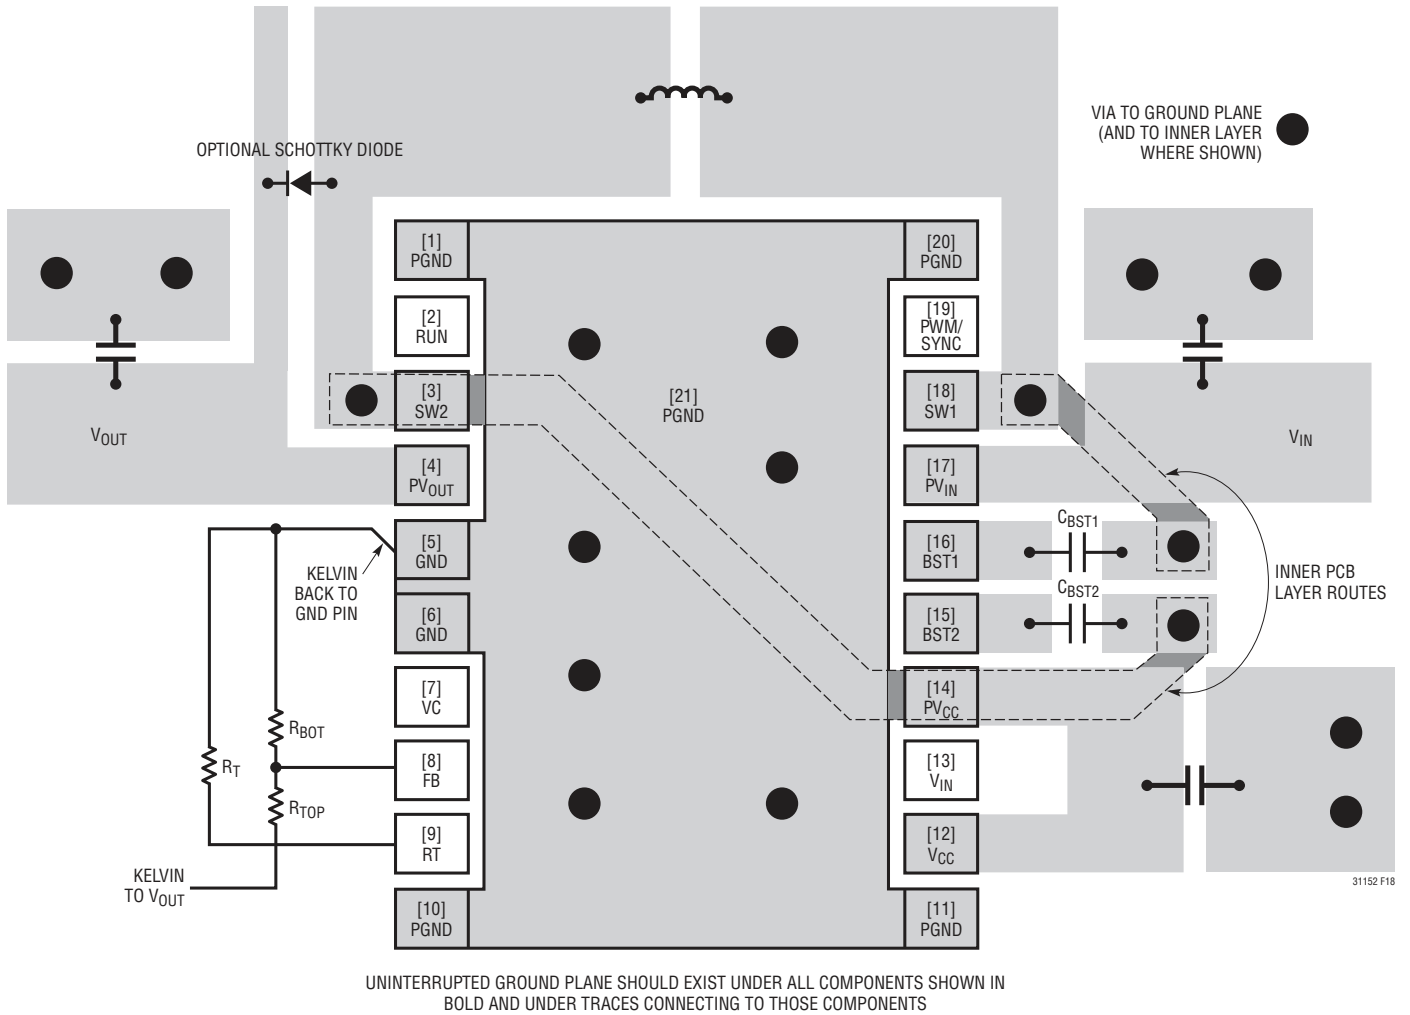 VIA TO GROUND PLANE
(AND TO INNER LAYER
WHERE SHOWN)
OPTIONAL SCHOTTKY DIODE
[1]
PGND
[20]
PGND
[2]
RUN
[19]
PWM/
SYNC
[3]
SW2
[21]
PGND
[18]
SW1
VOUT
VIN
[4]
PVOUT
[17]
PVIN
[5]
GND
[16]
BST1
CBST1
KELVIN
BACK TO
GND PIN
INNER PCB
LAYER ROUTES
[6]
GND
[15]
BST2
CBST2
[7]
VC
[14]
PVCC
RBOT
[8]
FB
[13]
VIN
RT
RTOP
[9]
RT
[12]
VCC
KELVIN
TO VOUT
31152 F18
[10]
PGND
[11]
PGND
UNINTERRUPTED GROUND PLANE SHOULD EXIST UNDER ALL COMPONENTS SHOWN IN
BOLD AND UNDER TRACES CONNECTING TO THOSE COMPONENTS